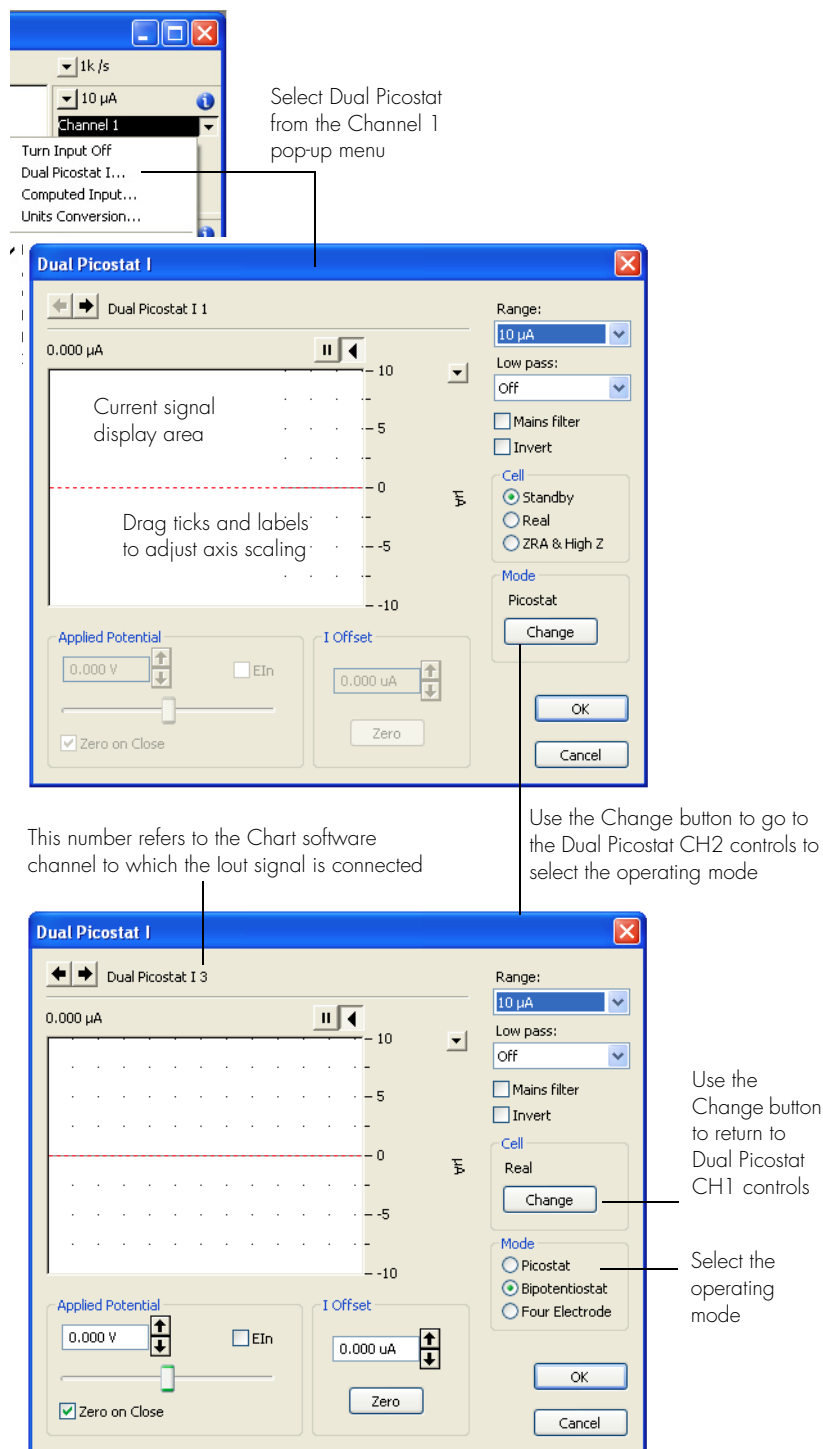 1k /s
10 µA
Channel 1
Select Dual Picostat
from the Channel 1
pop-up menu
Turn Input Off
Dual Picostat I...
Computed Input...
Units Conversion...
Dual Picostat I
Dual Picostat I 1
Range:
10 µA
0.000 µA
Low pass:
Off
10
5
0
-5
-10
µA
Current signal
display area
Drag ticks and labels
to adjust axis scaling
Mains filter
Invert
Cell
Standby
Real
ZRA & High Z
Mode
Picostat
Change
Applied Potential
0.000 V
EIn
Zero on Close
I Offset
0.000 uA
Zero
OK
Cancel
Use the Change button to go to
the Dual Picostat CH2 controls to
select the operating mode
This number refers to the Chart software
channel to which the Iout signal is connected
Dual Picostat I
Dual Picostat I 3
Range:
10 µA
0.000 µA
Low pass:
Off
10
5
0
-5
-10
µA
Mains filter
Invert
Cell
Real
Change
Use the
Change button
to return to
Dual Picostat
CH1 controls
Mode
Picostat
Bipotentiostat
Four Electrode
Select the
operating
mode
Applied Potential
0.000 V
EIn
Zero on Close
I Offset
0.000 uA
Zero
OK
Cancel